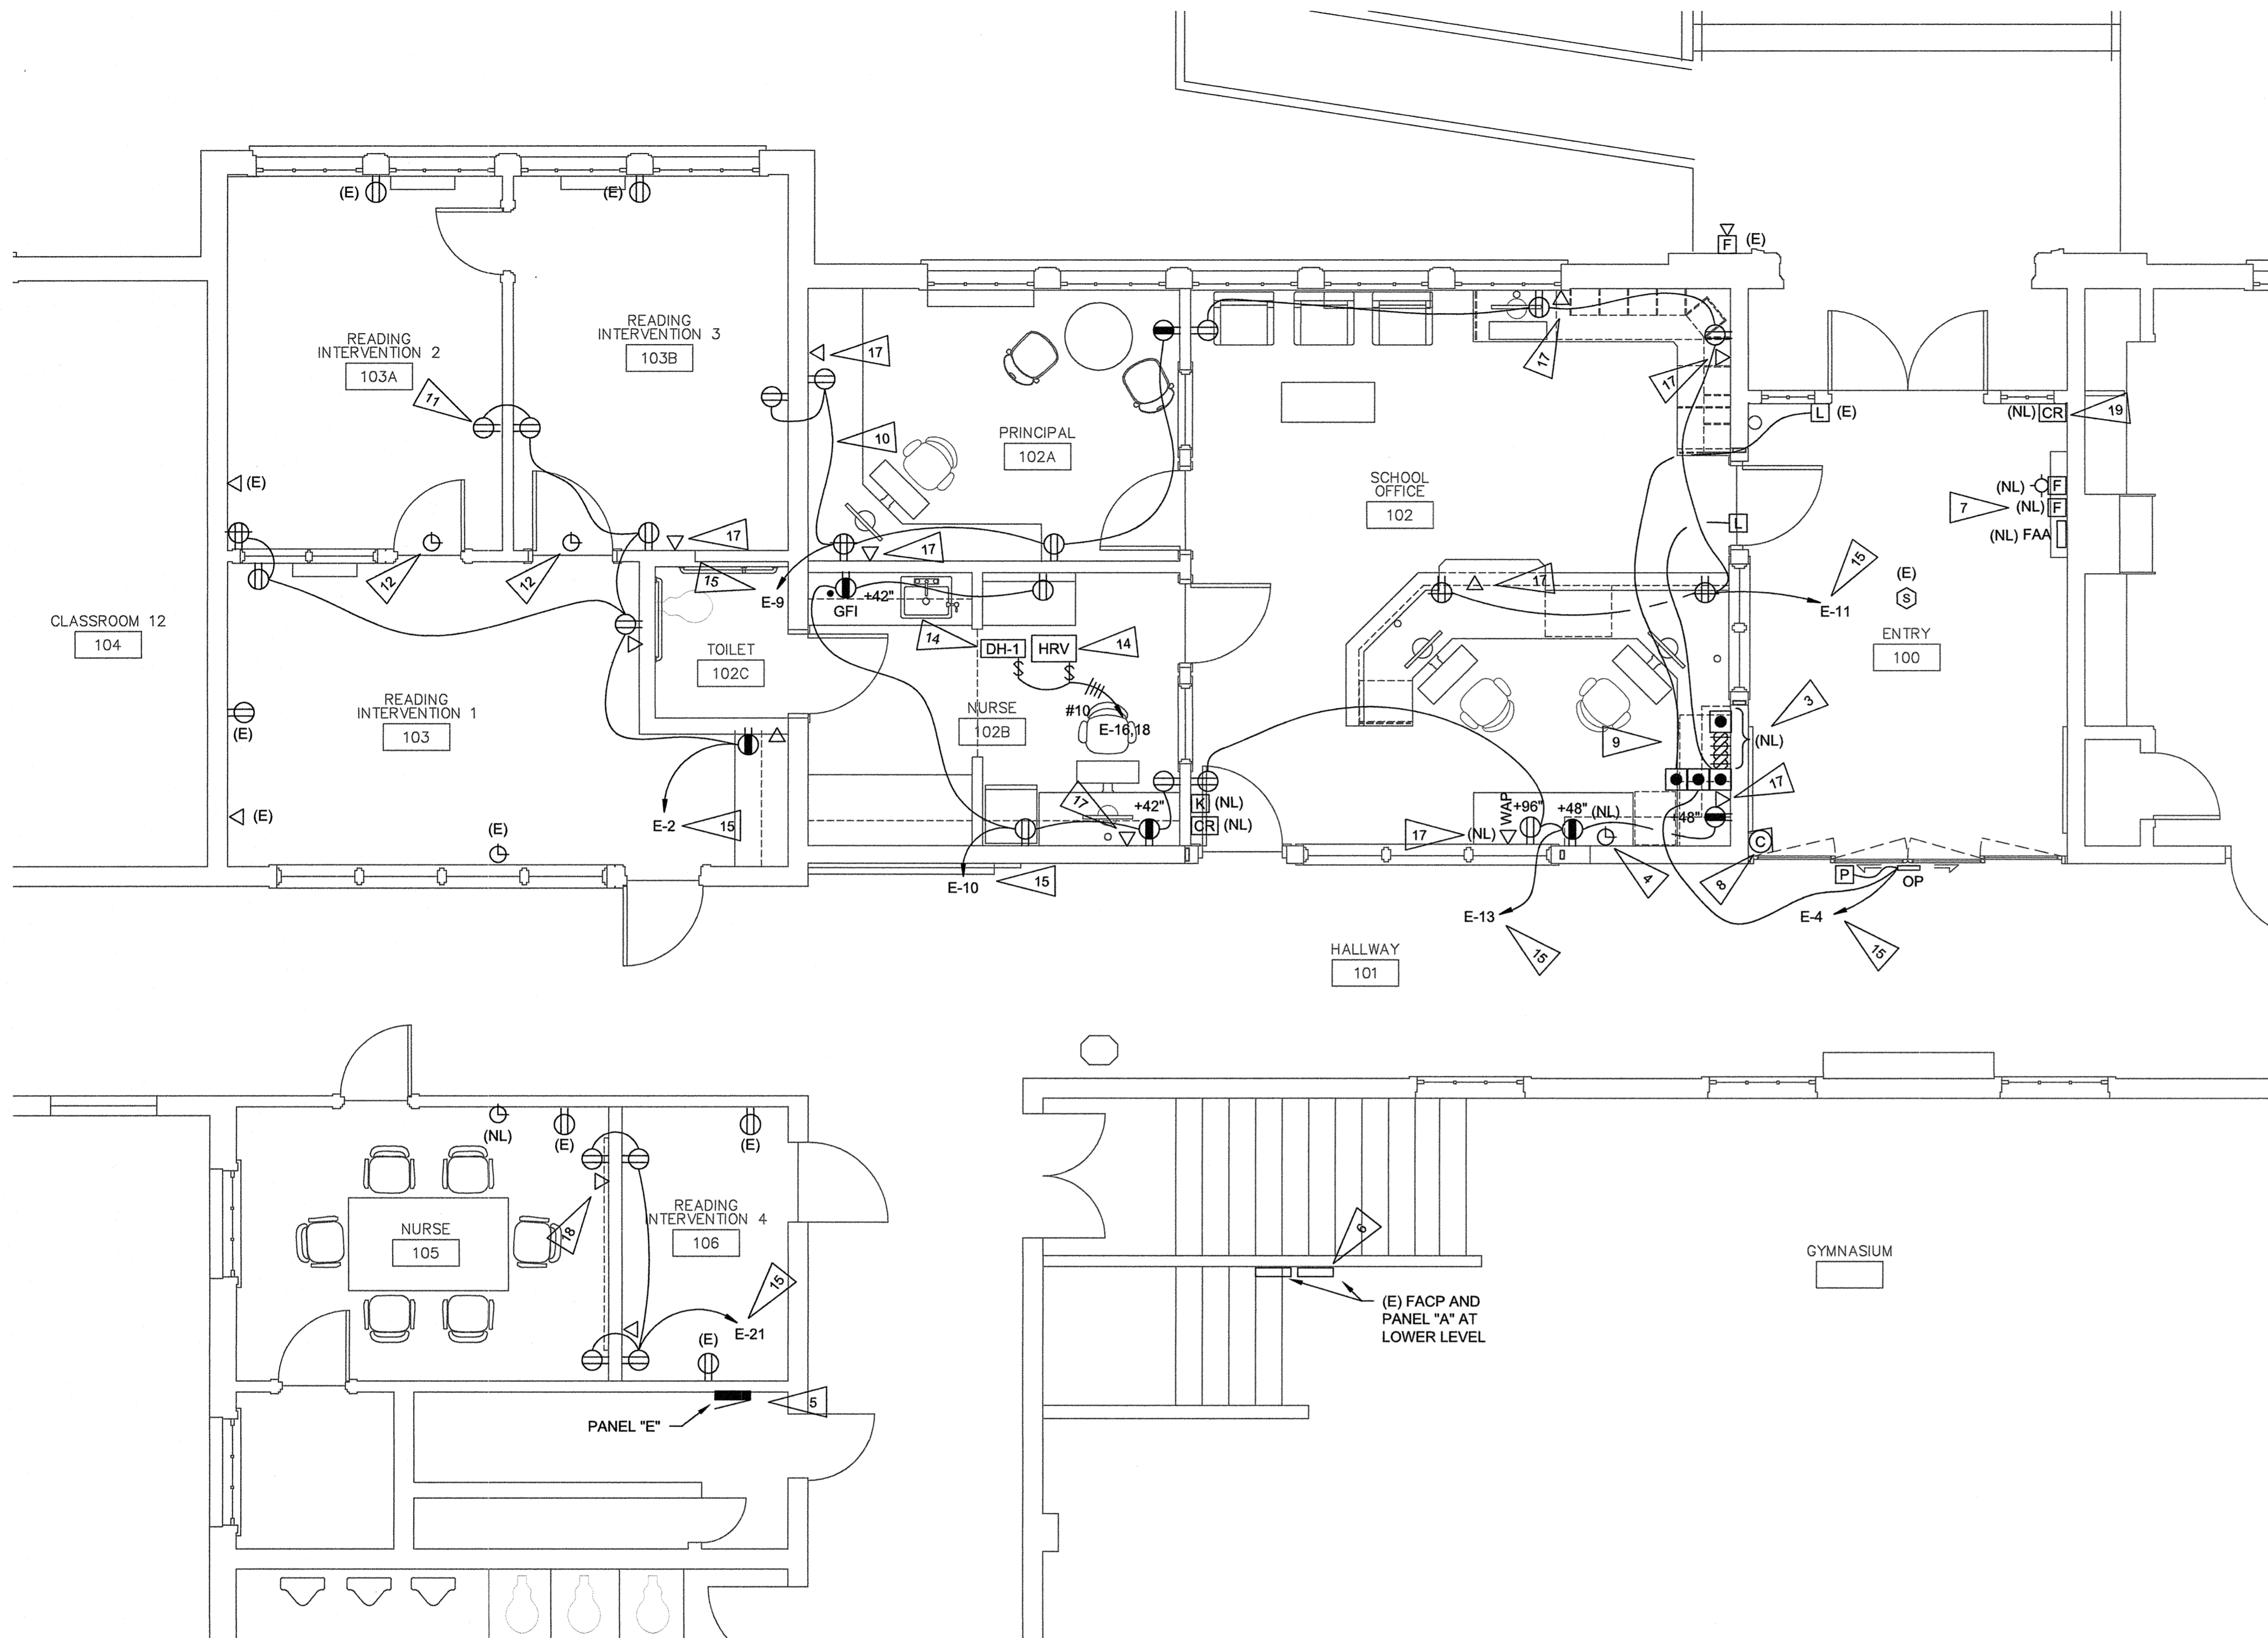 F (E)
(E)
(E)
READING
INTERVENTION 3
103B
READING
INTERVENTION 2
103A
11
17
17
17
L (E)
(NL) CR 19
PRINCIPAL
102A
10
SCHOOL
OFFICE
102
(E)
(NL) F
7 (NL) F
(NL) FAA
L
17
17
12
12
15
E-9
+42"
GFI
17
15
E-11
(E)
S
ENTRY
100
CLASSROOM 12
104
TOILET
102C
14
DH-1
HRV
14
READING
INTERVENTION 1
103
(E)
NURSE
102B
#10
E-16,18
3
(NL)
9
17
(E)
E-2
15
(E)
17
+42"
K (NL)
CR (NL)
17 (NL)
WAP
+96"
+48" (NL)
+48"
C
4
8
P
OP
E-10
15
E-13
15
E-4
15
HALLWAY
101
(NL)
(E)
(E)
NURSE
105
18
READING
INTERVENTION 4
106
15
E-21
(E)
PANEL "E"
5
6
(E) FACP AND
PANEL "A" AT
LOWER LEVEL
GYMNASIUM